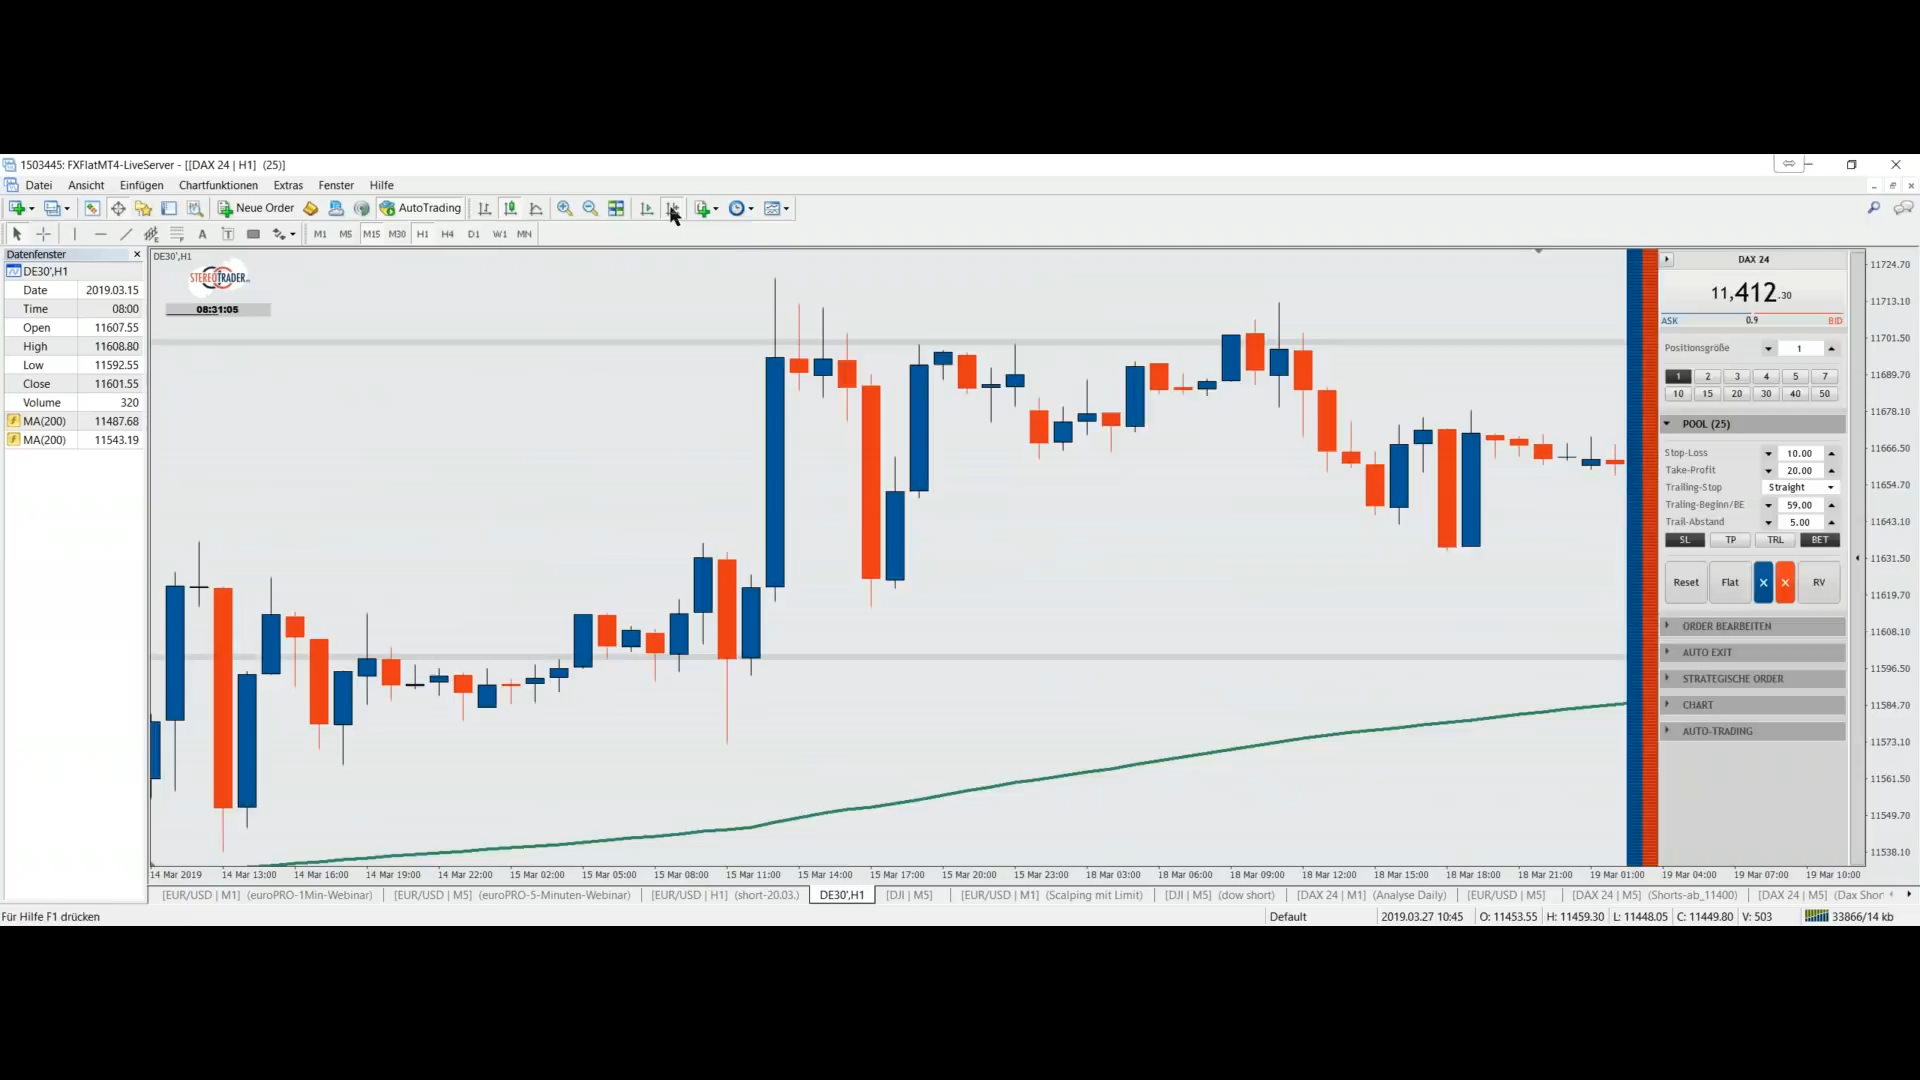 1503445: FXFlatMT4-LiveServer - [[DAX 24 | H1] (25)]
Datei Ansicht Einfügen Chartfunktionen Extras Fenster Hilfe
Neue Order AutoTrading
A T M1 M5 M15 M30 H1 H4 D1 W1 MN
Datenfenster
DE30',H1
Date 2019.03.15
Time 08:00
Open 11607.55
High 11608.80
Low 11592.55
Close 11601.55
Volume 320
MA(200) 11487.68
MA(200) 11543.19
DE30',H1
STEREOTRADER
08:31:05
DAX 24
11,412.30
ASK 0.9 BID
Positionsgröße 1
1 2 3 4 5 7
10 15 20 30 40 50
POOL (25)
Stop-Loss 10.00
Take-Profit 20.00
Trailing-Stop Straight
Traling-Beginn/BE 59.00
Trail-Abstand 5.00
SL TP TRL BET
Reset Flat X X RV
ORDER BEARBEITEN
AUTO EXIT
STRATEGISCHE ORDER
CHART
AUTO-TRADING
11724.70
11713.10
11701.50
11689.70
11678.10
11666.50
11654.70
11643.10
11631.50
11619.70
11608.10
11596.50
11584.70
11573.10
11561.50
11549.70
11538.10
14 Mar 2019 14 Mar 13:00 14 Mar 16:00 14 Mar 19:00 14 Mar 22:00 15 Mar 02:00 15 Mar 05:00 15 Mar 08:00 15 Mar 11:00 15 Mar 14:00 15 Mar 17:00 15 Mar 20:00 15 Mar 23:00 18 Mar 03:00 18 Mar 06:00 18 Mar 09:00 18 Mar 12:00 18 Mar 15:00 18 Mar 18:00 18 Mar 21:00 19 Mar 01:00 19 Mar 04:00 19 Mar 07:00 19 Mar 10:00
[EUR/USD | M1] (euroPRO-1Min-Webinar) [EUR/USD | M5] (euroPRO-5-Minuten-Webinar) [EUR/USD | H1] (short-20.03.) DE30',H1 [DJI | M5] [EUR/USD | M1] (Scalping mit Limit) [DJI | M5] (dow short) [DAX 24 | M1] (Analyse Daily) [EUR/USD | M5] [DAX 24 | M5] (Shorts-ab_11400) [DAX 24 | M5] (Dax Shor
Für Hilfe F1 drücken Default 2019.03.27 10:45 O: 11453.55 H: 11459.30 L: 11448.05 C: 11449.80 V: 503 33866/14 kb